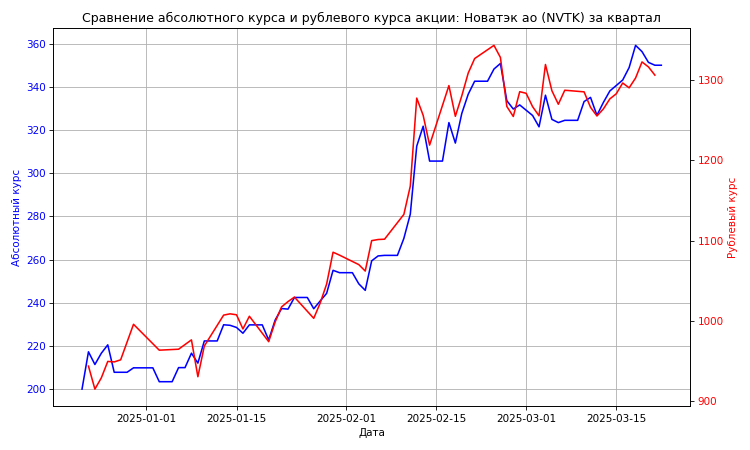 Сравнение абсолютного курса и рублевого курса акции: Новатэк ао (NVTK) за квартал
Абсолютный курс
360
340
320
300
280
260
240
220
200
1300
1200
1100
1000
900
Рублевый курс
2025-01-01 2025-01-15 2025-02-01 2025-02-15 2025-03-01 2025-03-15
Дата